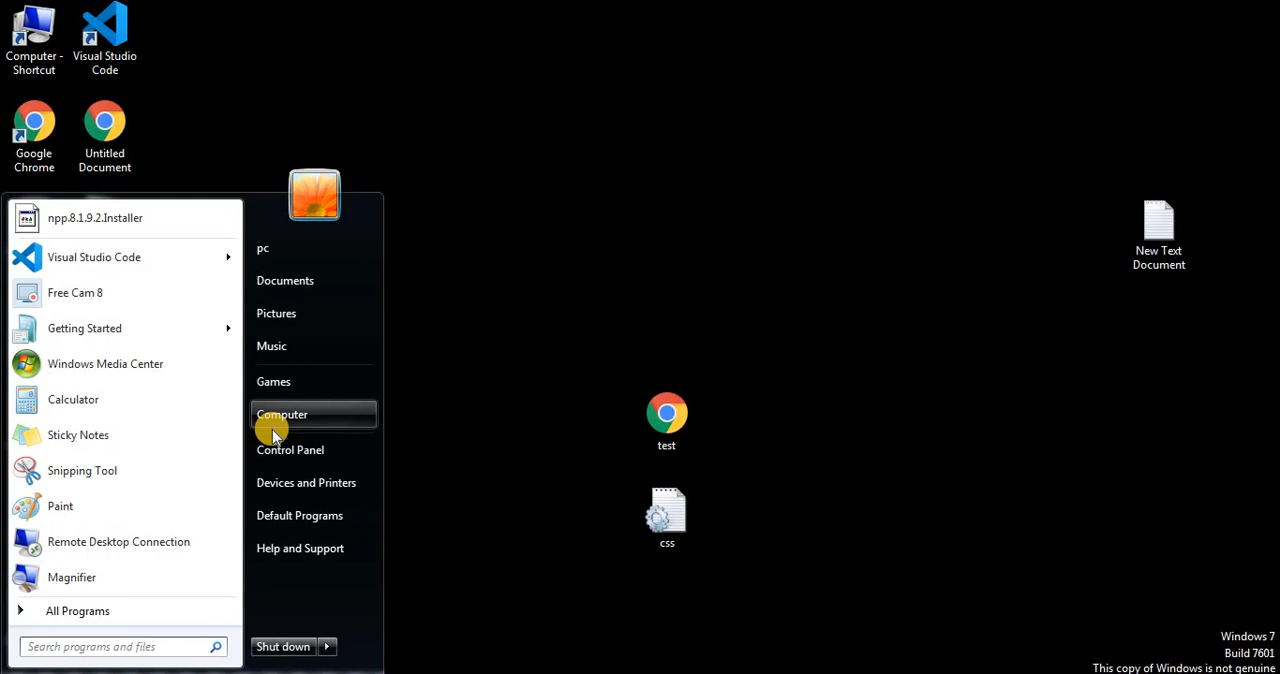 Computer -
Shortcut
Visual Studio
Code
Google
Chrome
Untitled
Document
npp.8.1.9.2.Installer
Visual Studio Code
Free Cam 8
Getting Started
Windows Media Center
Calculator
Sticky Notes
Snipping Tool
Paint
Remote Desktop Connection
Magnifier
All Programs
Search programs and files
pc
Documents
Pictures
Music
Games
Computer
Control Panel
Devices and Printers
Default Programs
Help and Support
Shut down
test
css
New Text
Document
Windows 7
Build 7601
This copy of Windows is not genuine